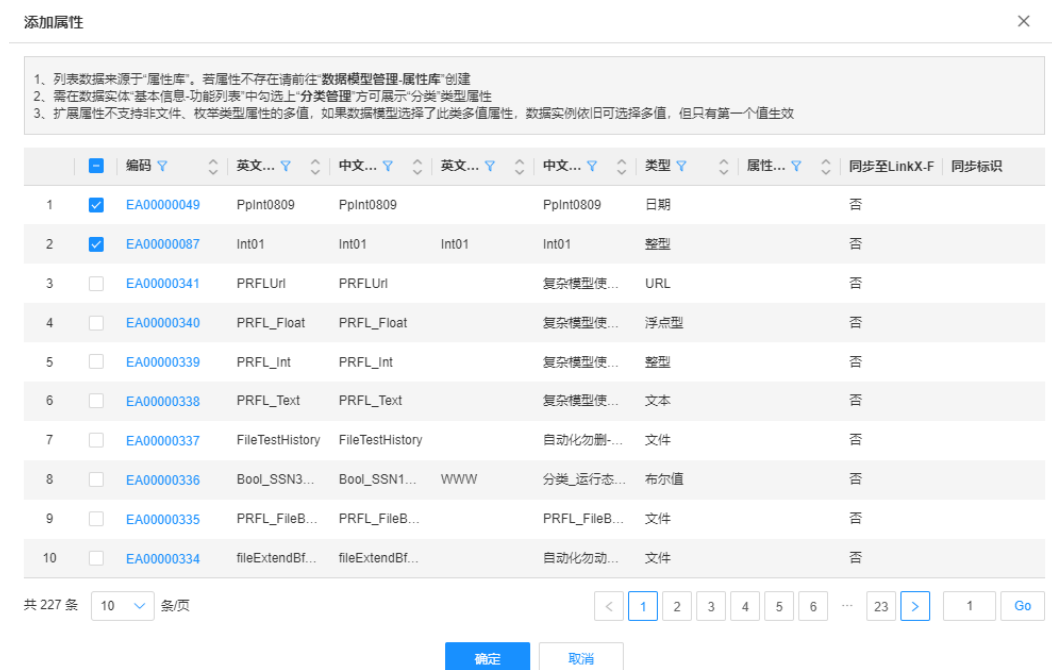 添加属性
1、列表数据来源于“属性库”。若属性不存在请前往“数据模型管理-属性库”创建
2、需在数据实体“基本信息-功能列表”中勾选上“分类管理”方可展示“分类”类型属性
3、扩展属性不支持非文件、枚举类型属性的多值，如果数据模型选择了此类多值属性，数据实例依旧可选择多值，但只有第一个值生效
编码 英文... 中文... 英文... 中文... 类型 属性... 同步至LinkX-F 同步标识
1 EA00000049 PpInt0809 PpInt0809 PpInt0809 日期 否
2 EA00000087 Int01 Int01 Int01 Int01 整型 否
3 EA00000341 PRFLUrl PRFLUrl 复杂模型使... URL 否
4 EA00000340 PRFL_Float PRFL_Float 复杂模型使... 浮点型 否
5 EA00000339 PRFL_Int PRFL_Int 复杂模型使... 整型 否
6 EA00000338 PRFL_Text PRFL_Text 复杂模型使... 文本 否
7 EA00000337 FileTestHistory FileTestHistory 自动化勿删-... 文件 否
8 EA00000336 Bool_SSN3... Bool_SSN1... WWW 分类_运行态... 布尔值 否
9 EA00000335 PRFL_FileB... PRFL_FileB... PRFL_FileB... 文件 否
10 EA00000334 fileExtendBf... fileExtendBf... 自动化勿动... 文件 否
共 227 条 10 条/页 < 1 2 3 4 5 6 ... 23 > 1 Go
确定 取消